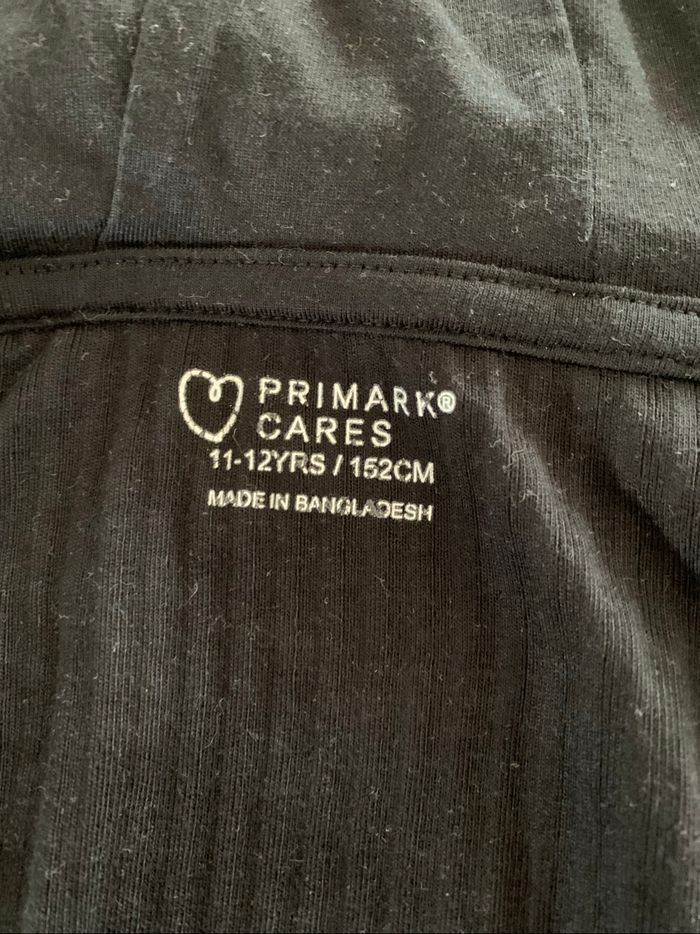 PRIMARK®
CARES
11-12YRS / 152CM
MADE IN BANGLADESH